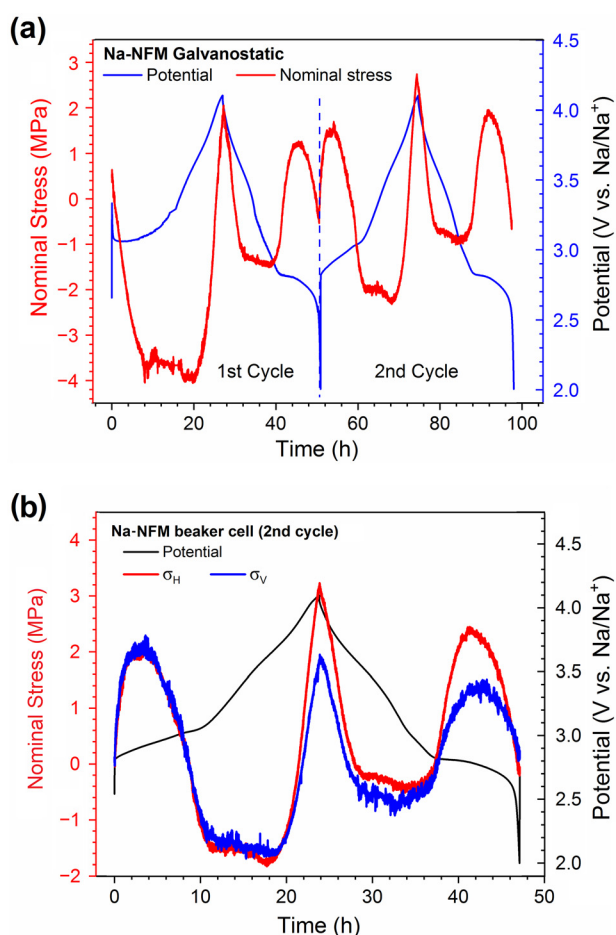 (a)
Na-NFM Galvanostatic
Potential
Nominal stress
Nominal Stress (MPa)
3
2
1
0
−1
−2
−3
−4
4.5
4.0
3.5
3.0
2.5
2.0
Potential (V vs. Na/Na⁺)
1st Cycle
2nd Cycle
0
20
40
60
80
100
Time (h)
(b)
Na-NFM beaker cell (2nd cycle)
Potential
σH
σV
Nominal Stress (MPa)
4
3
2
1
0
−1
−2
4.5
4.0
3.5
3.0
2.5
2.0
Potential (V vs. Na/Na⁺)
0
10
20
30
40
50
Time (h)